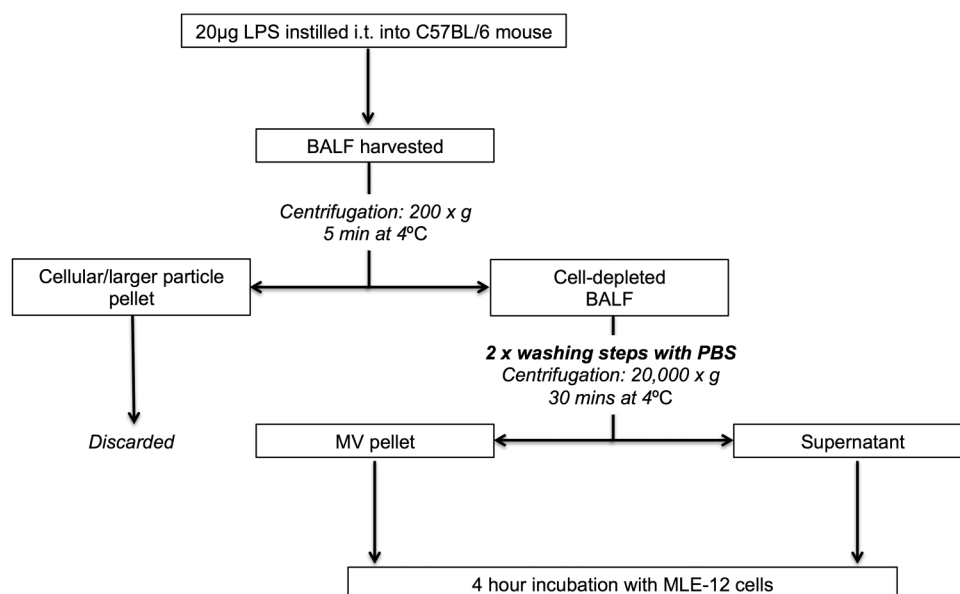 20µg LPS instilled i.t. into C57BL/6 mouse
BALF harvested
Centrifugation: 200 x g
5 min at 4ºC
Cellular/larger particle
pellet
Cell-depleted
BALF
2 x washing steps with PBS
Centrifugation: 20,000 x g
30 mins at 4ºC
Discarded
MV pellet
Supernatant
4 hour incubation with MLE-12 cells